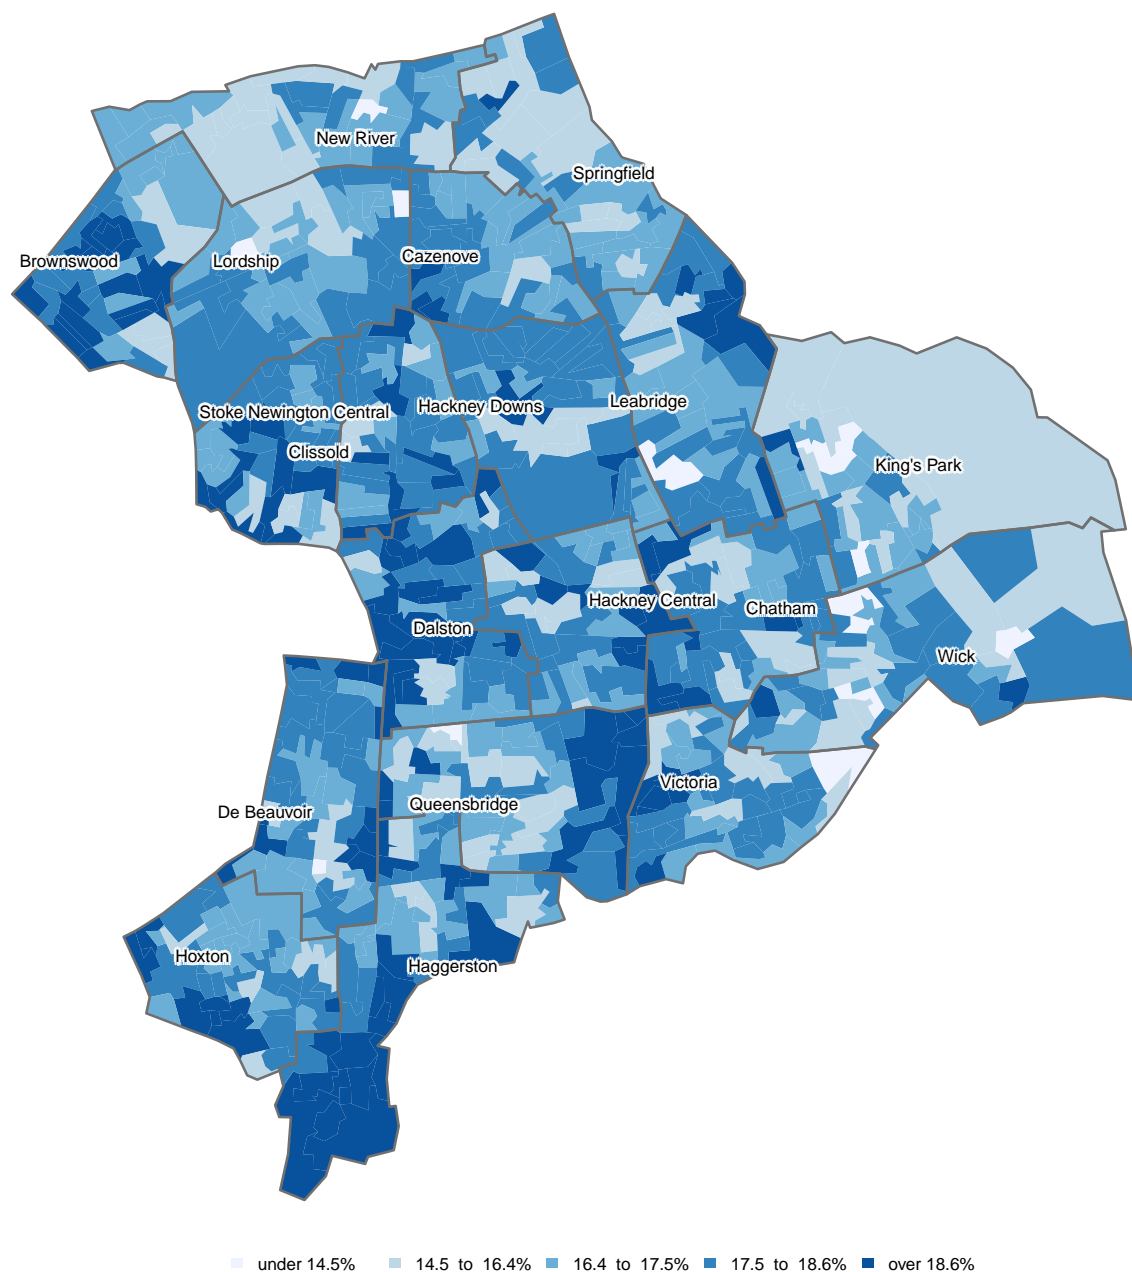 New River
Springfield
Brownswood
Lordship
Cazenove
Stoke Newington Central
Hackney Downs
Leabridge
Clissold
King's Park
Hackney Central
Chatham
Dalston
Wick
Victoria
Queensbridge
De Beauvoir
Hoxton
Haggerston
under 14.5% 14.5 to 16.4% 16.4 to 17.5% 17.5 to 18.6% over 18.6%